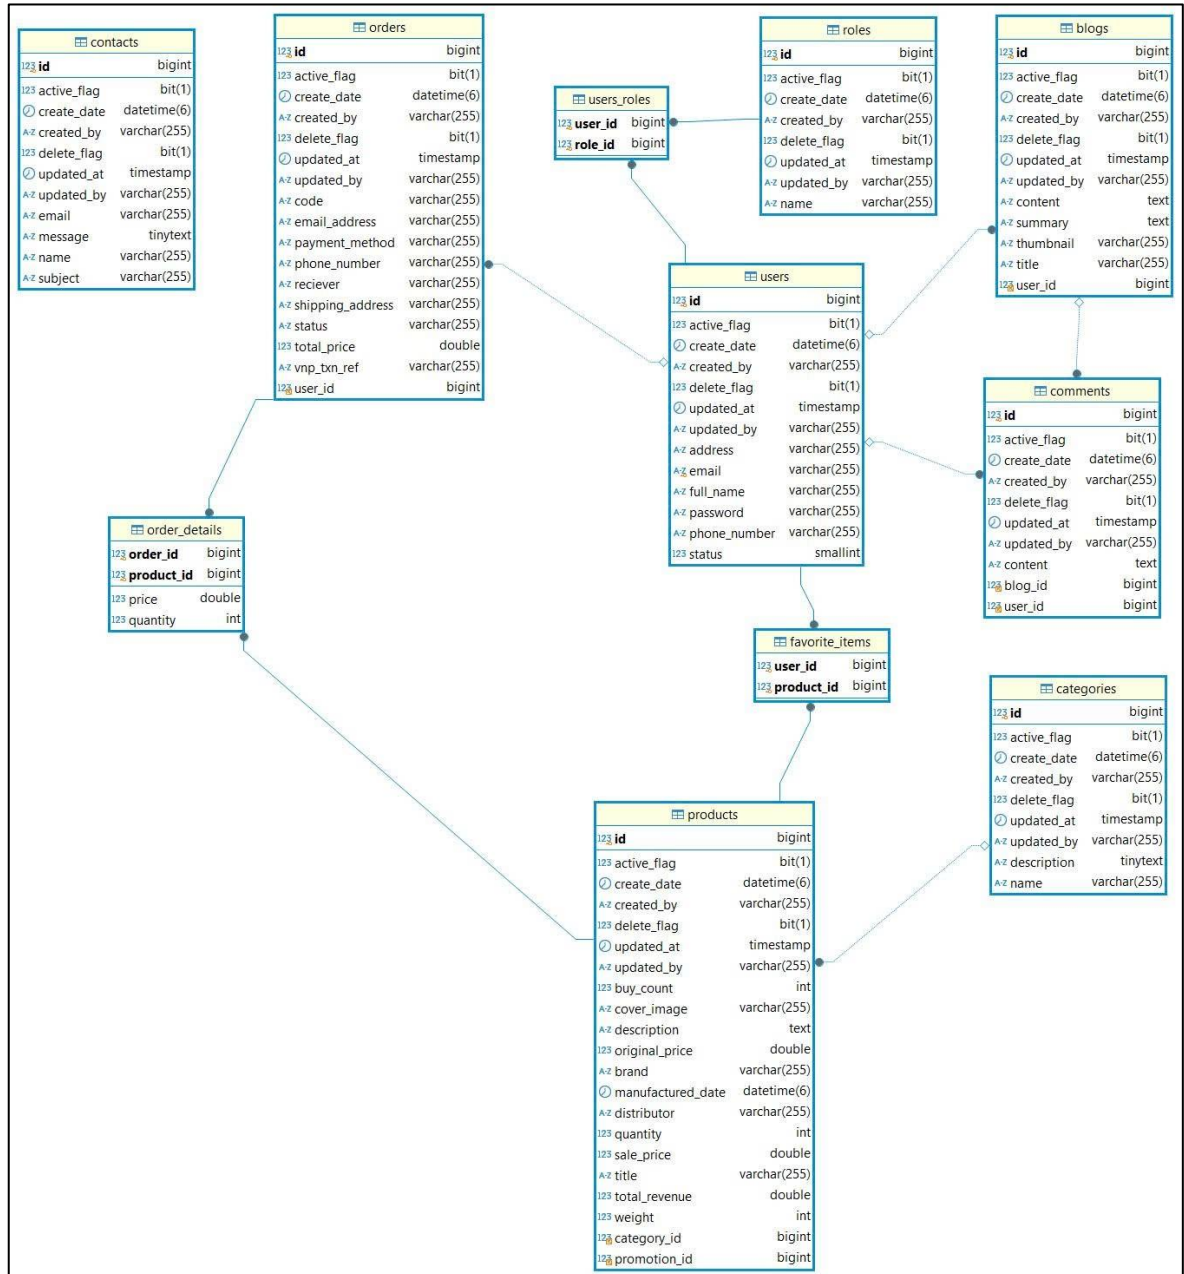 contacts
id bigint
active_flag bit(1)
create_date datetime(6)
created_by varchar(255)
delete_flag bit(1)
updated_at timestamp
updated_by varchar(255)
email varchar(255)
message tinytext
name varchar(255)
subject varchar(255)
orders
id bigint
active_flag bit(1)
create_date datetime(6)
created_by varchar(255)
delete_flag bit(1)
updated_at timestamp
updated_by varchar(255)
code varchar(255)
email_address varchar(255)
payment_method varchar(255)
phone_number varchar(255)
reciever varchar(255)
shipping_address varchar(255)
status varchar(255)
total_price double
vnp_txn_ref varchar(255)
user_id bigint
users_roles
user_id bigint
role_id bigint
roles
id bigint
active_flag bit(1)
create_date datetime(6)
created_by varchar(255)
delete_flag bit(1)
updated_at timestamp
updated_by varchar(255)
name varchar(255)
blogs
id bigint
active_flag bit(1)
create_date datetime(6)
created_by varchar(255)
delete_flag bit(1)
updated_at timestamp
updated_by varchar(255)
content text
summary text
thumbnail varchar(255)
title varchar(255)
user_id bigint
users
id bigint
active_flag bit(1)
create_date datetime(6)
created_by varchar(255)
delete_flag bit(1)
updated_at timestamp
updated_by varchar(255)
address varchar(255)
email varchar(255)
full_name varchar(255)
password varchar(255)
phone_number varchar(255)
status smallint
comments
id bigint
active_flag bit(1)
create_date datetime(6)
created_by varchar(255)
delete_flag bit(1)
updated_at timestamp
updated_by varchar(255)
content text
blog_id bigint
user_id bigint
order_details
order_id bigint
product_id bigint
price double
quantity int
favorite_items
user_id bigint
product_id bigint
categories
id bigint
active_flag bit(1)
create_date datetime(6)
created_by varchar(255)
delete_flag bit(1)
updated_at timestamp
updated_by varchar(255)
description tinytext
name varchar(255)
products
id bigint
active_flag bit(1)
create_date datetime(6)
created_by varchar(255)
delete_flag bit(1)
updated_at timestamp
updated_by varchar(255)
buy_count int
cover_image varchar(255)
description text
original_price double
brand varchar(255)
manufactured_date datetime(6)
distributor varchar(255)
quantity int
sale_price double
title varchar(255)
total_revenue double
weight int
category_id bigint
promotion_id bigint